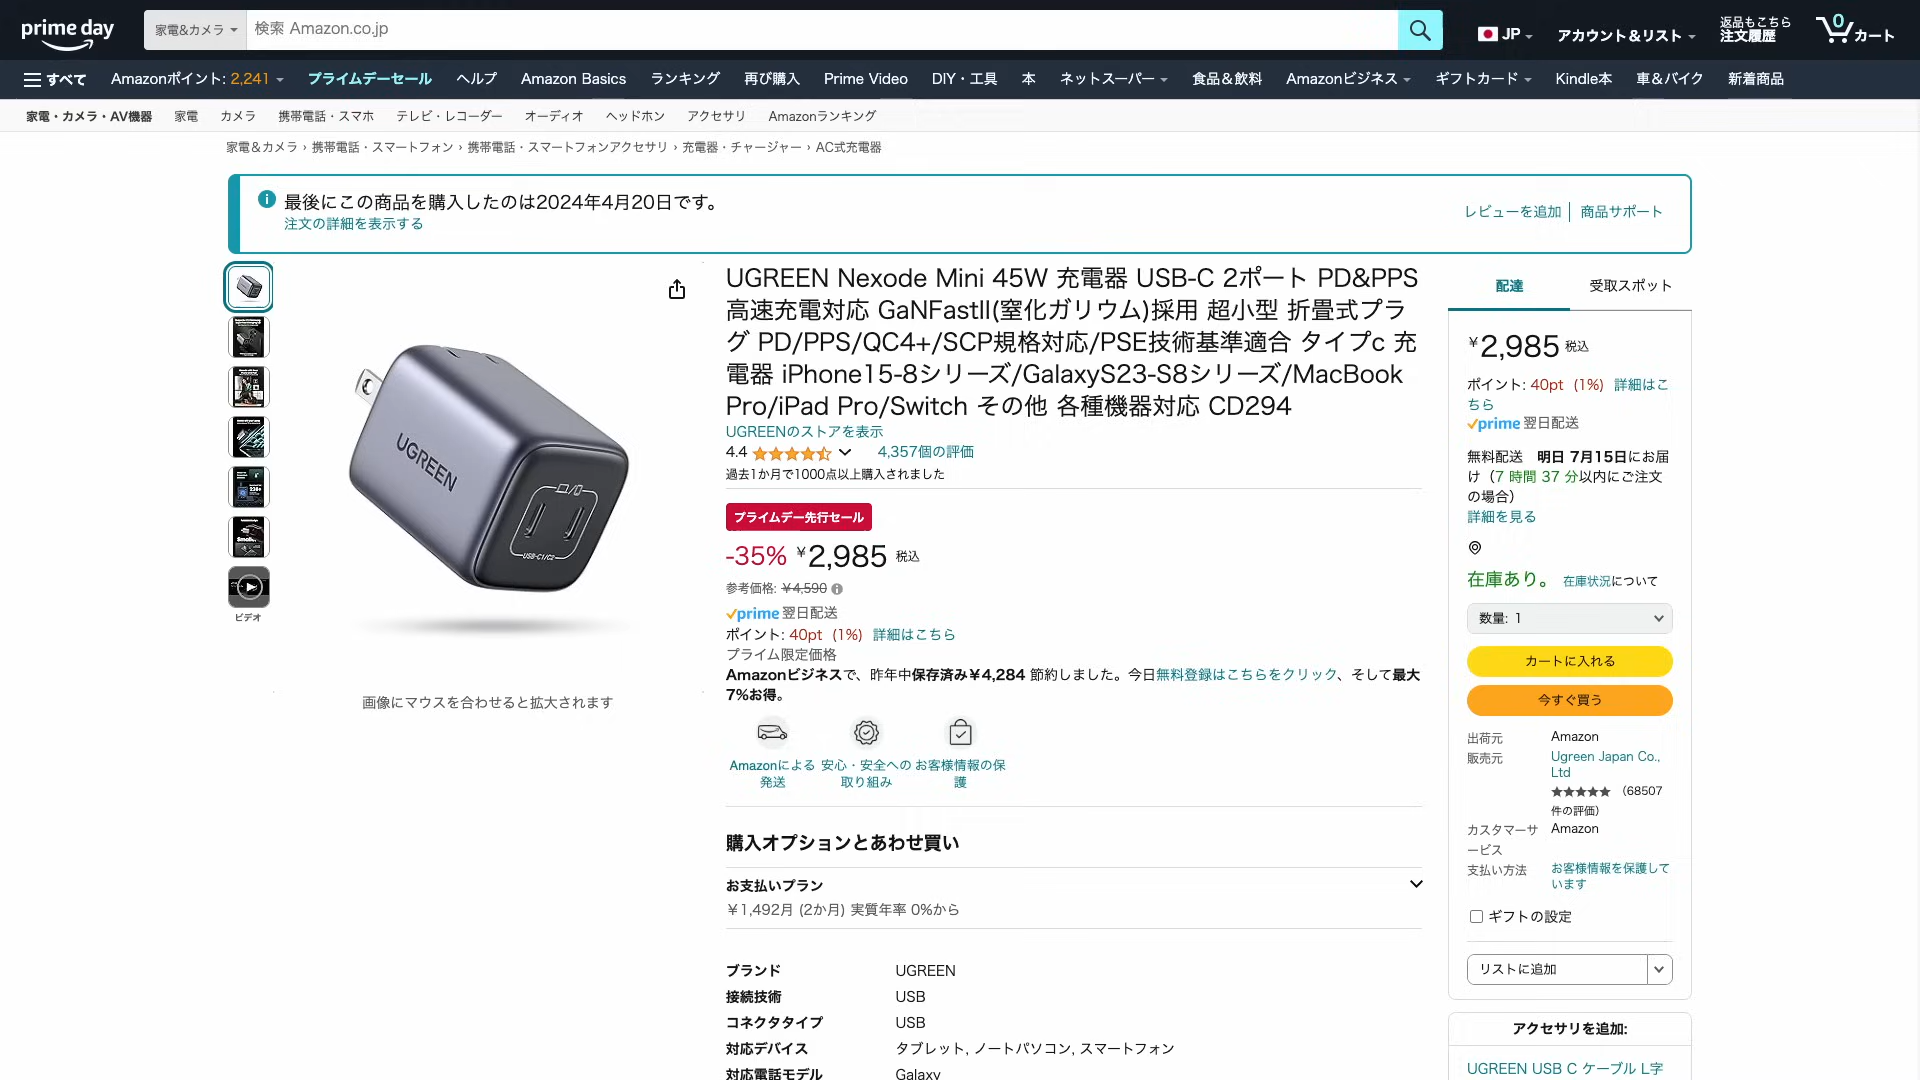 prime day
家電&カメラ
検索 Amazon.co.jp
JP
アカウント＆リスト
返品もこちら
注文履歴
0
カート
すべて
Amazonポイント: 2,241
プライムデーセール
ヘルプ
Amazon Basics
ランキング
再び購入
Prime Video
DIY・工具
本
ネットスーパー
食品＆飲料
Amazonビジネス
ギフトカード
Kindle本
車＆バイク
新着商品
家電・カメラ・AV機器
家電
カメラ
携帯電話・スマホ
テレビ・レコーダー
オーディオ
ヘッドホン
アクセサリ
Amazonランキング
家電＆カメラ › 携帯電話・スマートフォン › 携帯電話・スマートフォンアクセサリ › 充電器・チャージャー › AC式充電器
最後にこの商品を購入したのは2024年4月20日です。
注文の詳細を表示する
レビューを追加
商品サポート
ビデオ
UGREEN
USB-C1/C2
画像にマウスを合わせると拡大されます
UGREEN Nexode Mini 45W 充電器 USB-C 2ポート PD&PPS
高速充電対応 GaNFastII(窒化ガリウム)採用 超小型 折畳式プラ
グ PD/PPS/QC4+/SCP規格対応/PSE技術基準適合 タイプc 充
電器 iPhone15-8シリーズ/GalaxyS23-S8シリーズ/MacBook
Pro/iPad Pro/Switch その他 各種機器対応 CD294
UGREENのストアを表示
4.4
4,357個の評価
過去1か月で1000点以上購入されました
プライムデー先行セール
-35% ￥2,985 税込
参考価格: ￥4,590
prime 翌日配送
ポイント: 40pt (1%) 詳細はこちら
プライム限定価格
Amazonビジネスで、昨年中保存済み￥4,284 節約しました。今日無料登録はこちらをクリック、そして最大
7%お得。
Amazonによる
発送
安心・安全への
取り組み
お客様情報の保
護
購入オプションとあわせ買い
お支払いプラン
￥1,492月 (2か月) 実質年率 0%から
ブランド UGREEN
接続技術 USB
コネクタタイプ USB
対応デバイス タブレット, ノートパソコン, スマートフォン
対応電話モデル Galaxy
配達
受取スポット
￥2,985 税込
ポイント: 40pt (1%) 詳細はこ
ちら
prime 翌日配送
無料配送 明日 7月15日にお届
け（7 時間 37 分以内にご注文
の場合）
詳細を見る
在庫あり。 在庫状況について
数量: 1
カートに入れる
今すぐ買う
出荷元 Amazon
販売元 Ugreen Japan Co.,
Ltd
★★★★★ （68507
件の評価）
カスタマーサ Amazon
ービス
支払い方法 お客様情報を保護して
います
ギフトの設定
リストに追加
アクセサリを追加:
UGREEN USB C ケーブル L字